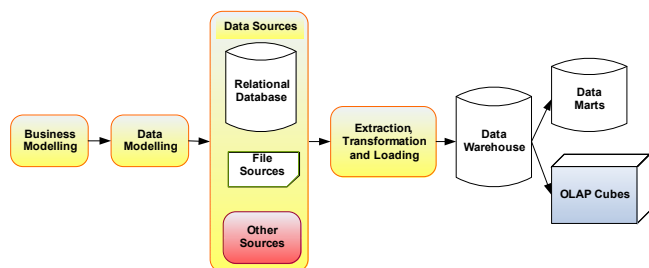 Data Sources
Relational
Database
File
Sources
Other
Sources
Business
Modelling
Data
Modelling
Extraction,
Transformation
and Loading
Data
Warehouse
Data
Marts
OLAP Cubes